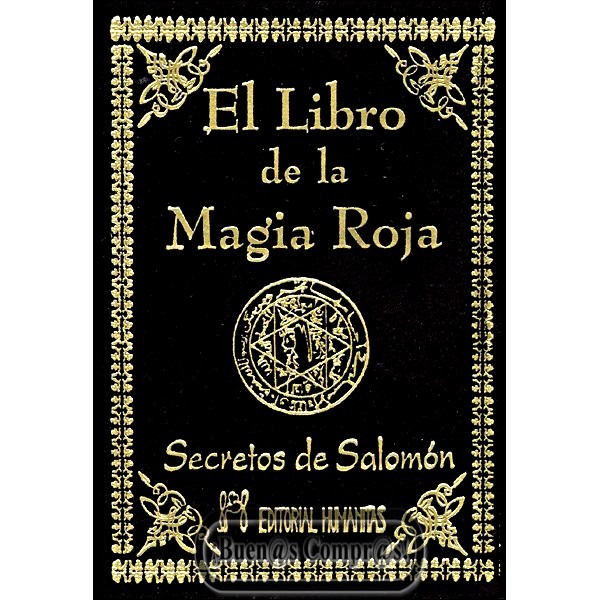 El Libro
de la
Magia Roja
Secretos de Salomón
EDITORIAL HUMANITAS
Buen@s Compr@s